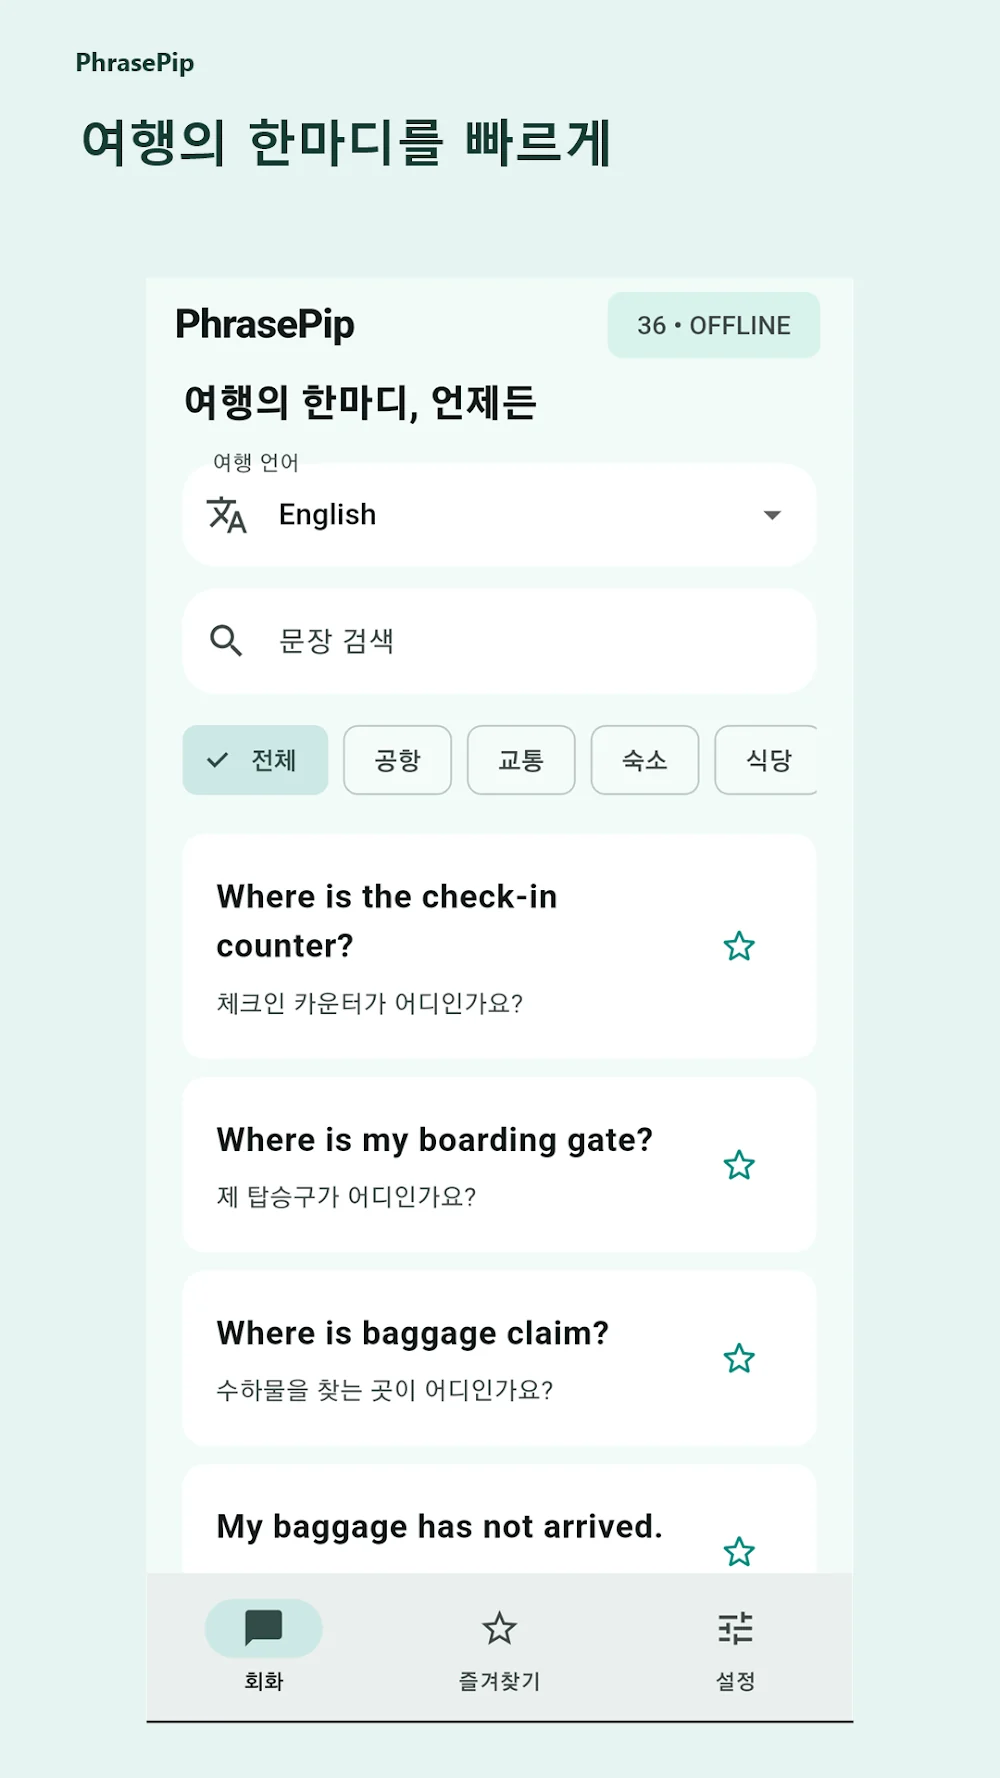 PhrasePip
여행의 한마디를 빠르게
PhrasePip
36 • OFFLINE
여행의 한마디, 언제든
여행 언어
English
문장 검색
전체
공항
교통
숙소
식당
Where is the check-in
counter?
체크인 카운터가 어디인가요?
Where is my boarding gate?
제 탑승구가 어디인가요?
Where is baggage claim?
수하물을 찾는 곳이 어디인가요?
My baggage has not arrived.
회화
즐겨찾기
설정